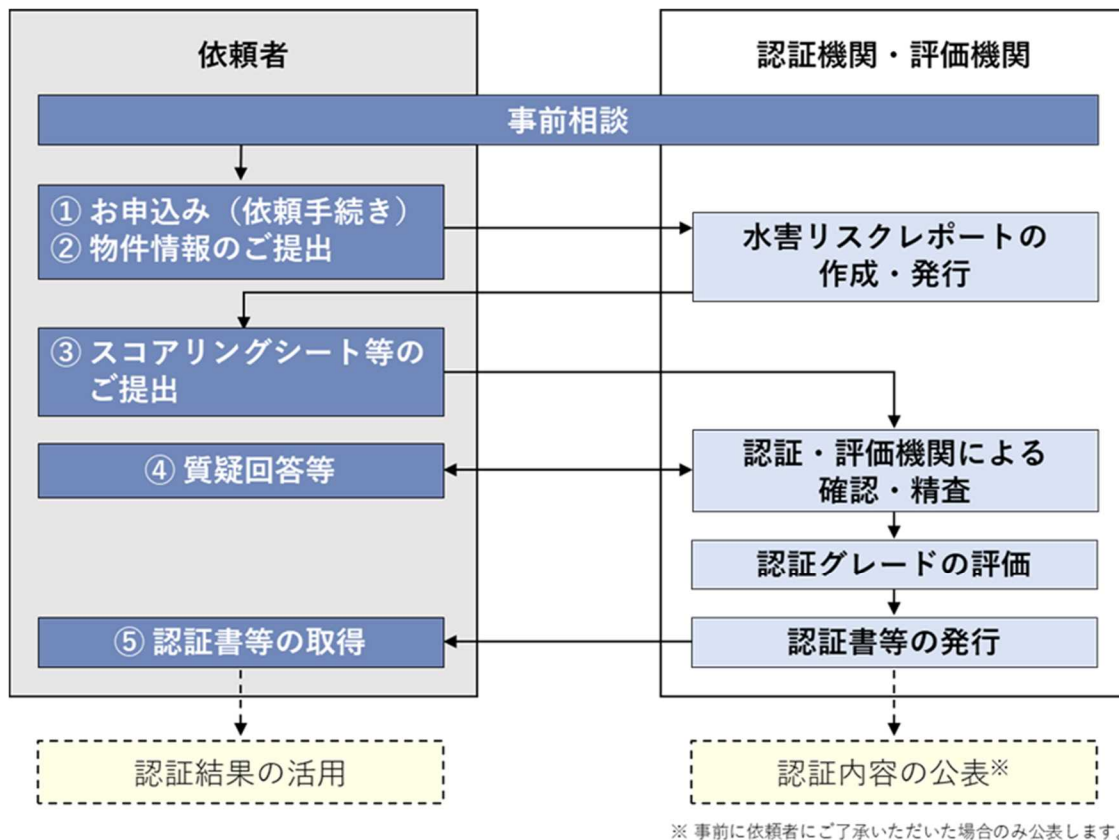 依頼者
認証機関・評価機関
事前相談
① お申込み（依頼手続き）
② 物件情報のご提出
水害リスクレポートの
作成・発行
③ スコアリングシート等の
ご提出
④ 質疑回答等
認証・評価機関による
確認・精査
認証グレードの評価
⑤ 認証書等の取得
認証書等の発行
認証結果の活用
認証内容の公表※
※ 事前に依頼者にご了承いただいた場合のみ公表します。